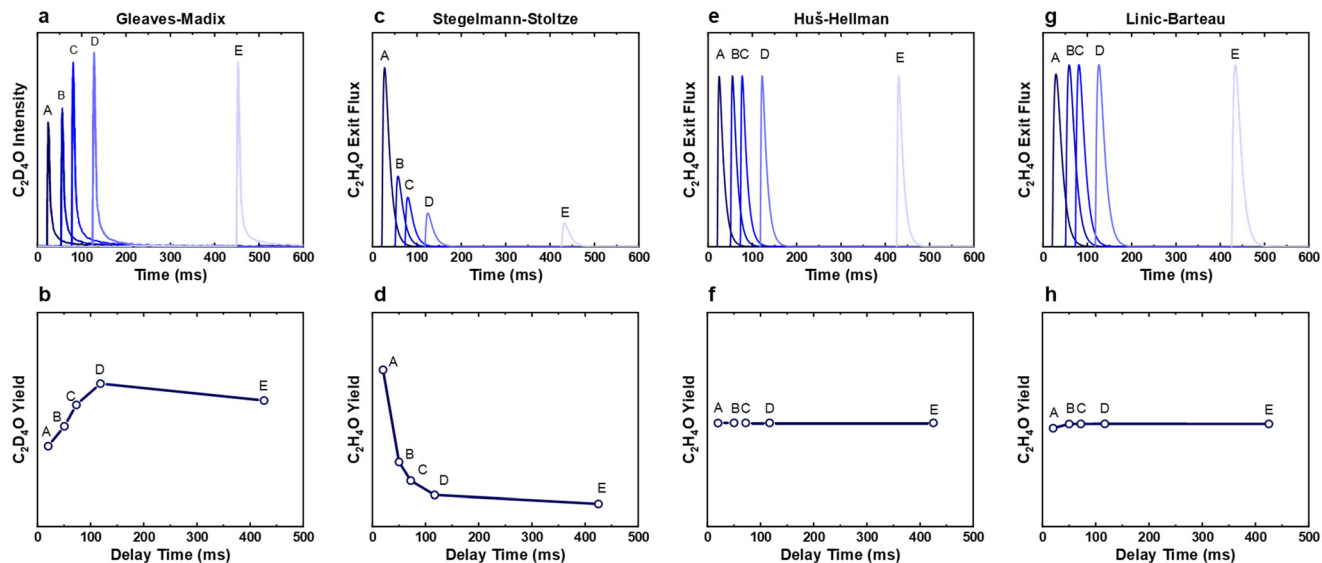 a Gleaves-Madix
C₂D₄O Intensity
A B C D E
0 100 200 300 400 500 600
Time (ms)
c Stegelmann-Stoltze
C₂H₄O Exit Flux
A B C D E
0 100 200 300 400 500 600
Time (ms)
e Huš-Hellman
C₂H₄O Exit Flux
A B C D E
0 100 200 300 400 500 600
Time (ms)
g Linic-Barteau
C₂H₄O Exit Flux
A B C D E
0 100 200 300 400 500 600
Time (ms)
b
C₂D₄O Yield
A B C D E
0 100 200 300 400 500
Delay Time (ms)
d
C₂H₄O Yield
A B C D E
0 100 200 300 400 500
Delay Time (ms)
f
C₂H₄O Yield
A B C D E
0 100 200 300 400 500
Delay Time (ms)
h
C₂H₄O Yield
A B C D E
0 100 200 300 400 500
Delay Time (ms)